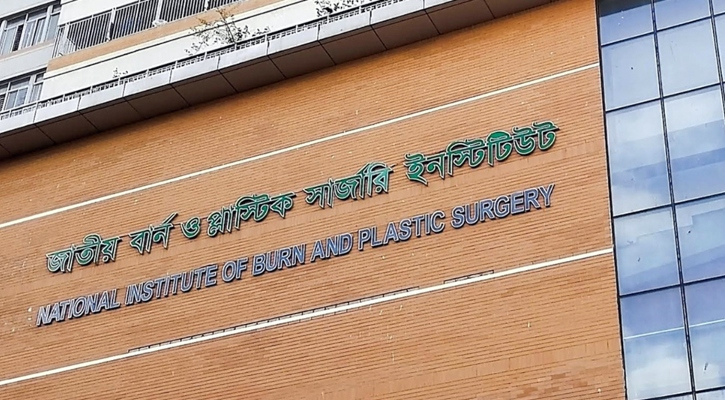 জাতীয় বার্ন ও প্লাস্টিক সার্জারি ইনস্টিটিউট
NATIONAL INSTITUTE OF BURN AND PLASTIC SURGERY